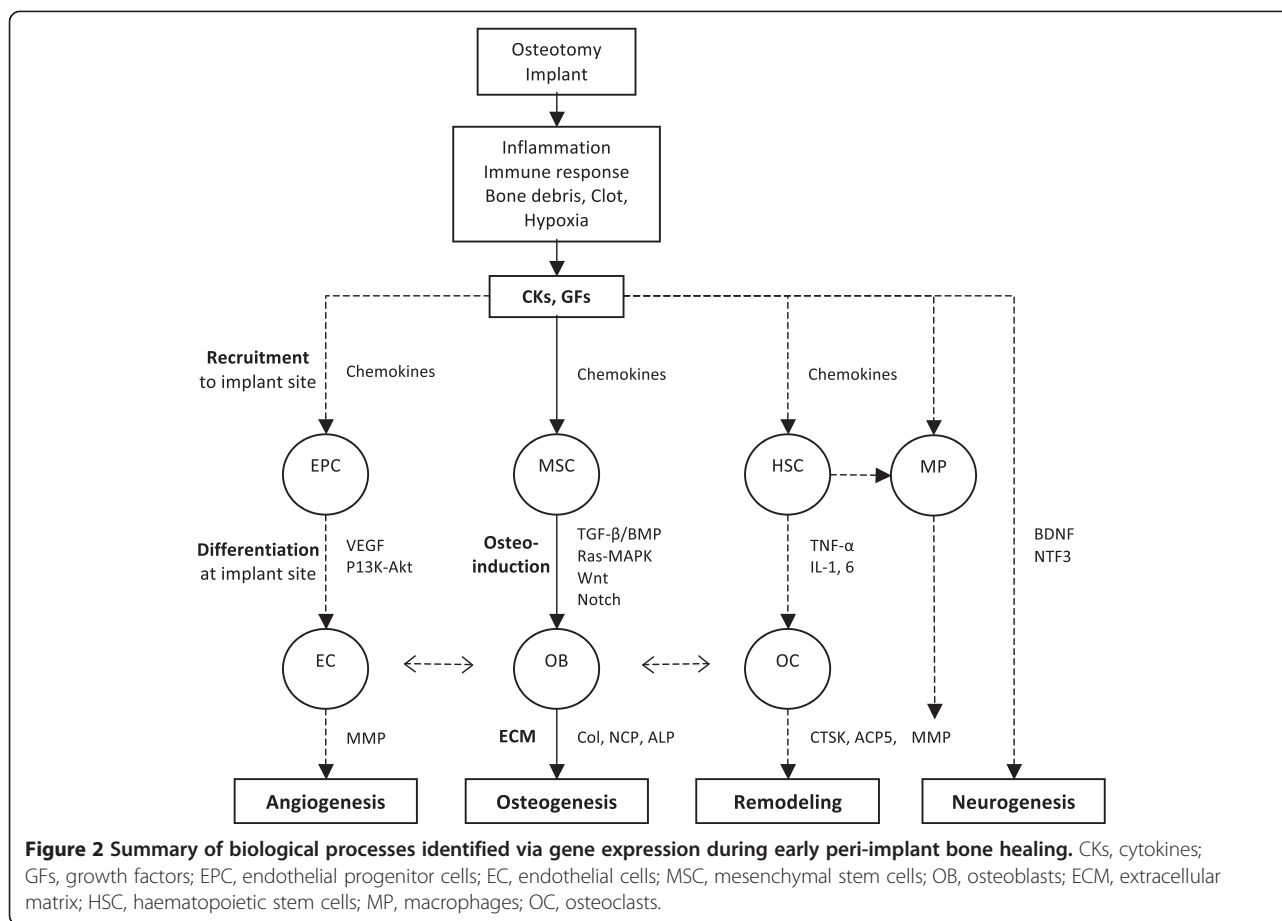 Osteotomy
Implant
Inflammation
Immune response
Bone debris, Clot,
Hypoxia
CKs, GFs
Recruitment
to implant site
Chemokines
Chemokines
Chemokines
EPC
MSC
HSC
MP
Differentiation
at implant site
VEGF
P13K-Akt
Osteo-
induction
TGF-β/BMP
Ras-MAPK
Wnt
Notch
TNF-α
IL-1, 6
BDNF
NTF3
EC
OB
OC
MMP
ECM
Col, NCP, ALP
CTSK, ACP5,
MMP
Angiogenesis
Osteogenesis
Remodeling
Neurogenesis
Figure 2 Summary of biological processes identified via gene expression during early peri-implant bone healing. CKs, cytokines;
GFs, growth factors; EPC, endothelial progenitor cells; EC, endothelial cells; MSC, mesenchymal stem cells; OB, osteoblasts; ECM, extracellular
matrix; HSC, haematopoietic stem cells; MP, macrophages; OC, osteoclasts.